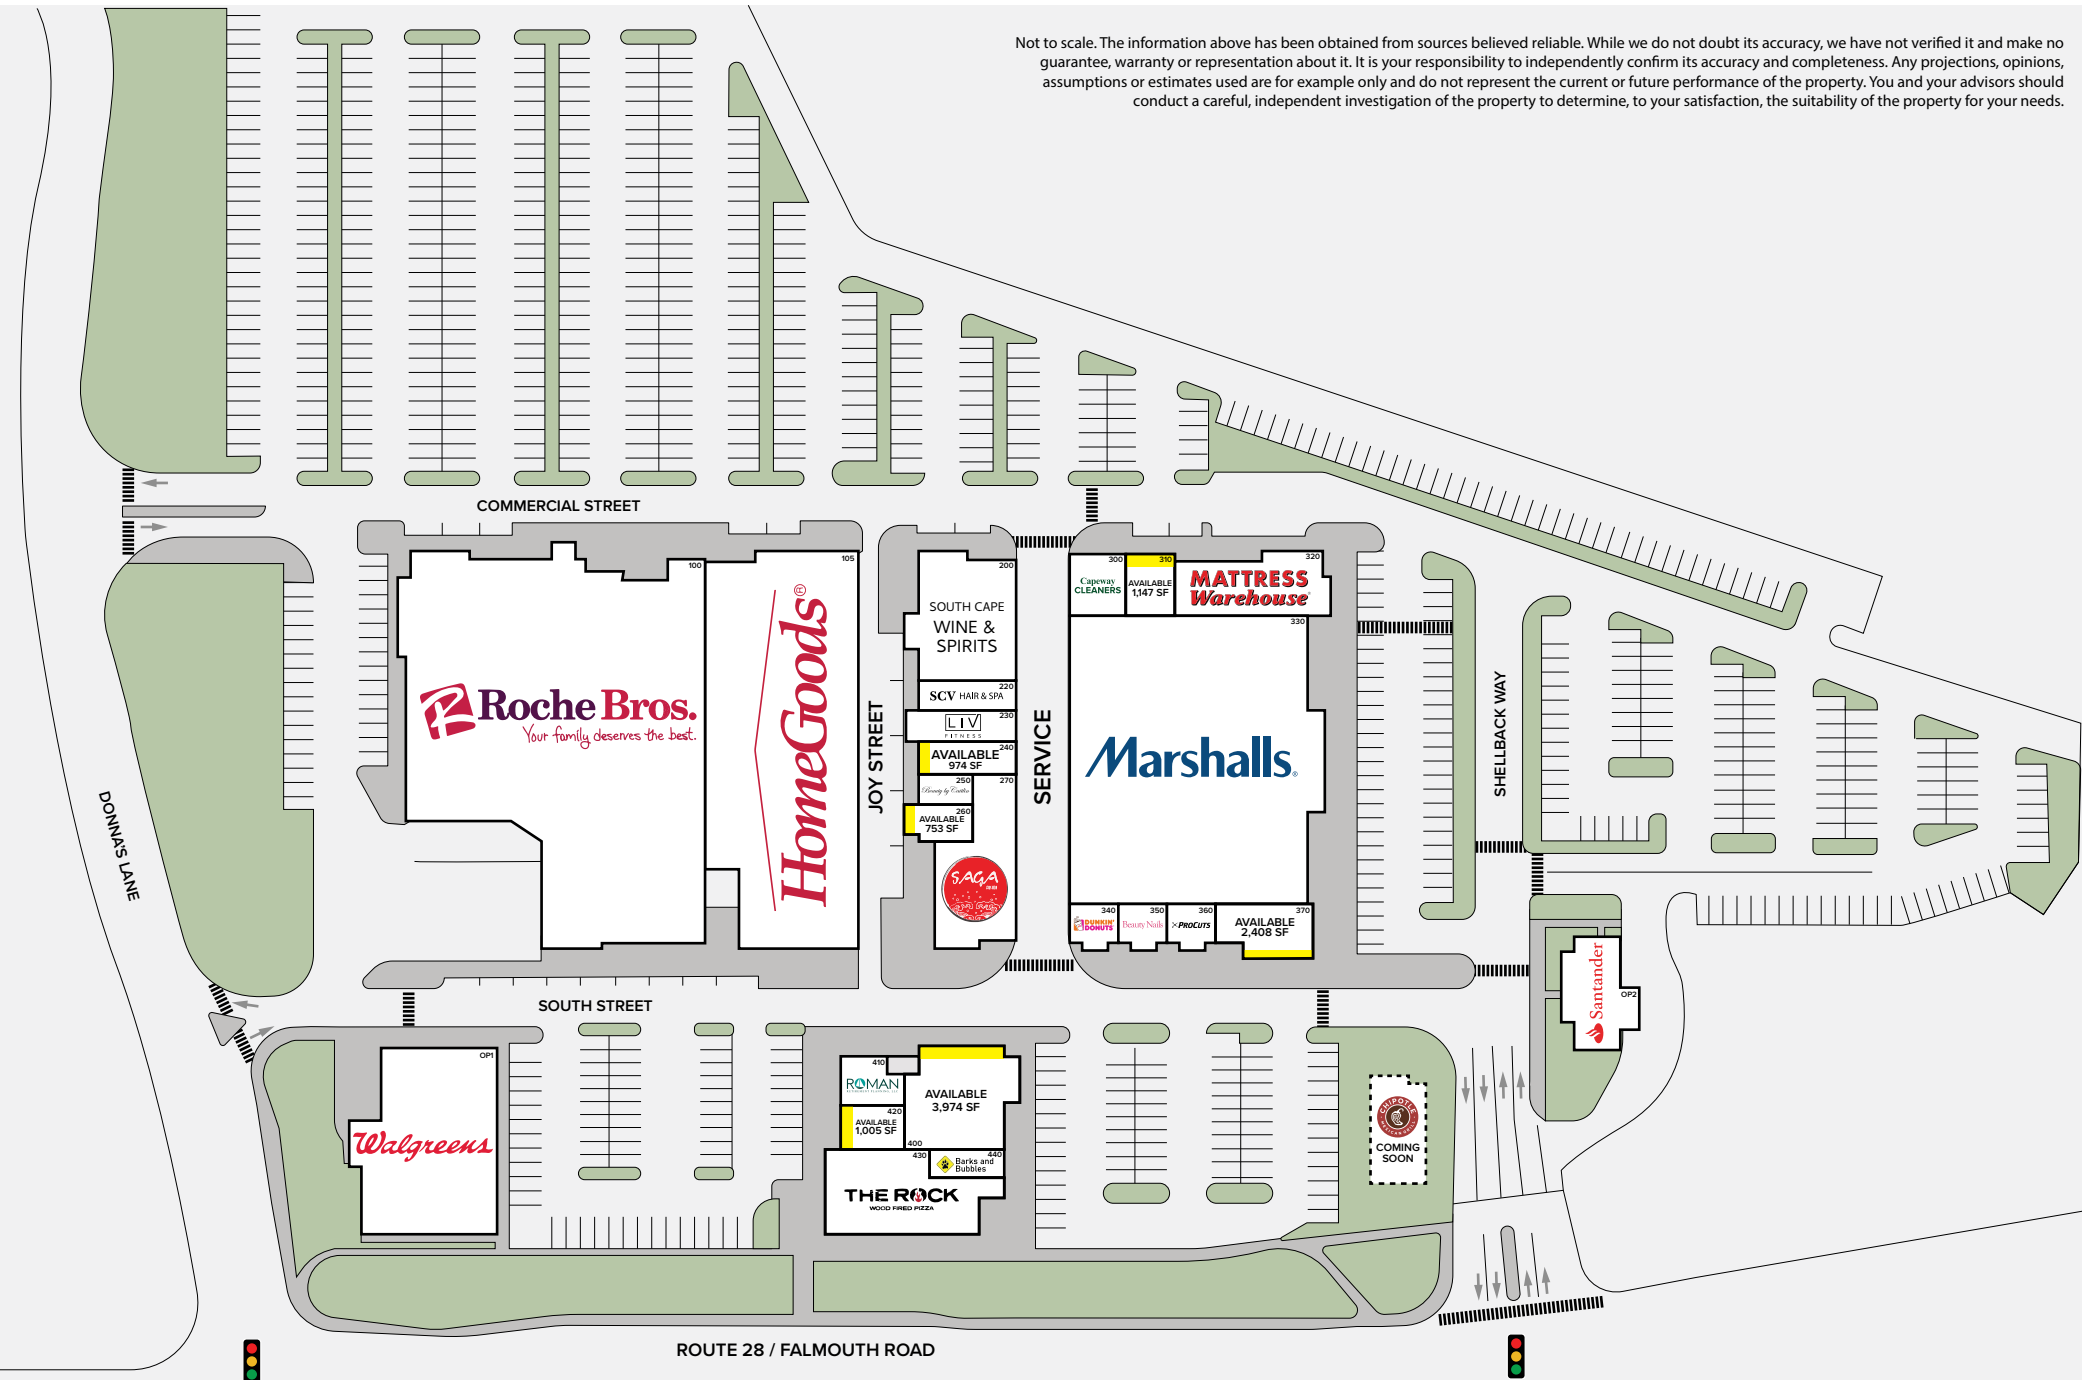 Not to scale. The information above has been obtained from sources believed reliable. While we do not doubt its accuracy, we have not verified it and make no
guarantee, warranty or representation about it. It is your responsibility to independently confirm its accuracy and completeness. Any projections, opinions,
assumptions or estimates used are for example only and do not represent the current or future performance of the property. You and your advisors should
conduct a careful, independent investigation of the property to determine, to your satisfaction, the suitability of the property for your needs.
COMMERCIAL STREET
100
Roche Bros.
Your family deserves the best.
105
HomeGoods®
JOY STREET
200
SOUTH CAPE
WINE &
SPIRITS
220
SCV HAIR & SPA
230
LIV
FITNESS
240
AVAILABLE
974 SF
250
Beauty by Caitlin
260
AVAILABLE
753 SF
270
SAGA
SERVICE
300
Capeway
CLEANERS
310
AVAILABLE
1,147 SF
320
MATTRESS
Warehouse
330
Marshalls®
340
DUNKIN'
DONUTS
350
Beauty Nails
360
PROCUTS
370
AVAILABLE
2,408 SF
SHELLBACK WAY
DONNA'S LANE
Santander
OP2
SOUTH STREET
OP1
Walgreens
410
ROMAN
420
AVAILABLE
1,005 SF
AVAILABLE
3,974 SF
400
430
440
Barks and
Bubbles
THE ROCK
WOOD FIRED PIZZA
CHIPOTLE
MEXICAN GRILL
COMING
SOON
ROUTE 28 / FALMOUTH ROAD